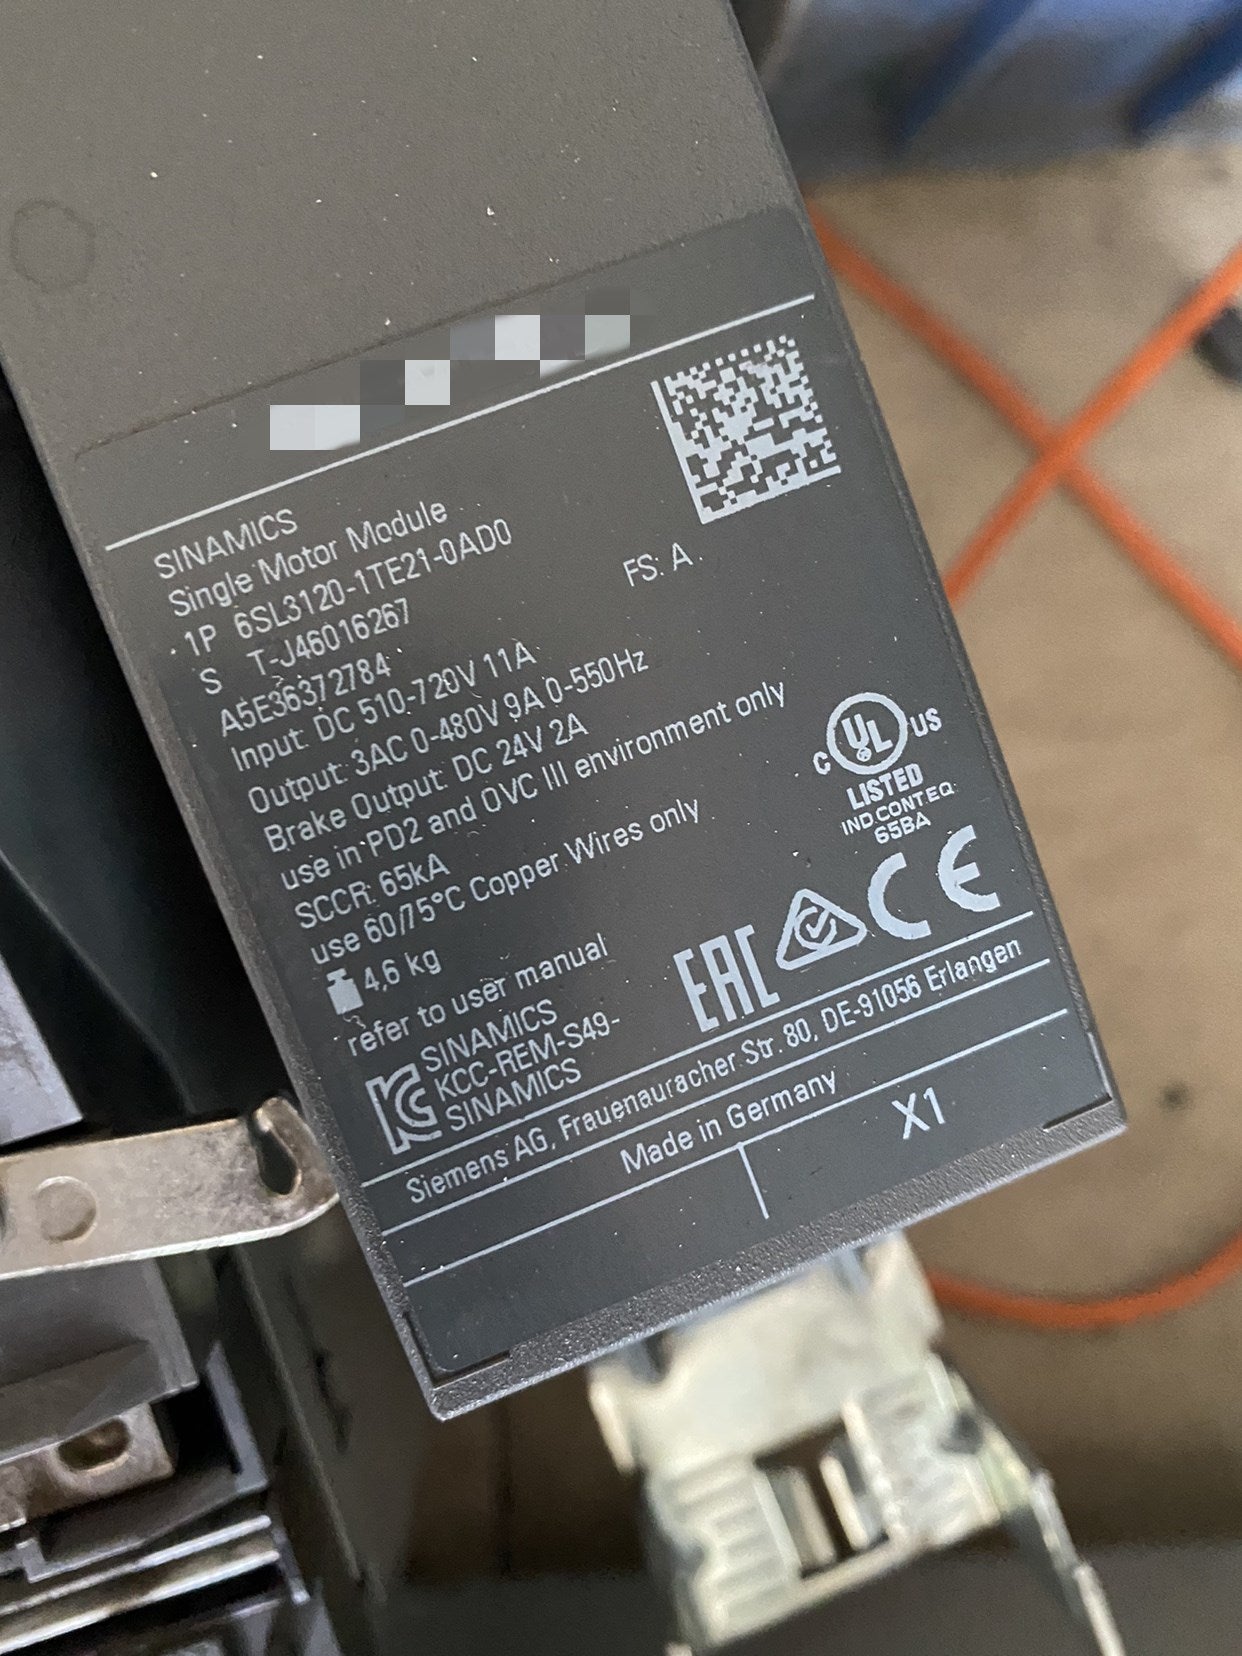 SINAMICS
Single Motor Module
1P 6SL3120-1TE21-0AD0
S T-J46016267 FS: A
A5E36372784
Input: DC 510-720V 11A
Output: 3AC 0-480V 9A 0-550Hz
Brake Output: DC 24V 2A
use in PD2 and OVC III environment only
SCCR: 65kA
use 60/75°C Copper Wires only
4,6 kg
refer to user manual
C UL US
LISTED
IND.CONT.EQ.
65BA
SINAMICS
KCC-REM-S49-
SINAMICS
EAC
CE
Siemens AG, Frauenauracher Str. 80, DE-91056 Erlangen
Made in Germany
X1